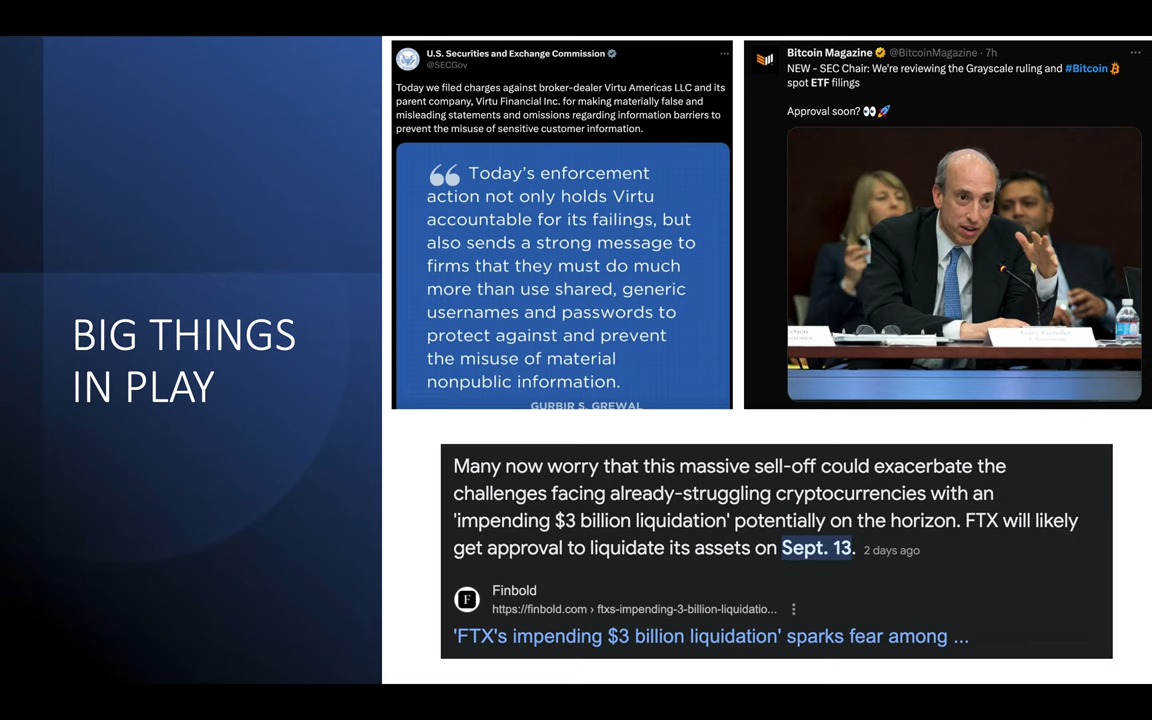 BIG THINGS
IN PLAY
U.S. Securities and Exchange Commission
@SECGov
Today we filed charges against broker-dealer Virtu Americas LLC and its
parent company, Virtu Financial Inc. for making materially false and
misleading statements and omissions regarding information barriers to
prevent the misuse of sensitive customer information.
Today's enforcement
action not only holds Virtu
accountable for its failings, but
also sends a strong message to
firms that they must do much
more than use shared, generic
usernames and passwords to
protect against and prevent
the misuse of material
nonpublic information.
GURBIR S. GREWAL
Bitcoin Magazine @BitcoinMagazine · 7h
NEW - SEC Chair: We're reviewing the Grayscale ruling and #Bitcoin
spot ETF filings
Approval soon? 👀🚀
Many now worry that this massive sell-off could exacerbate the
challenges facing already-struggling cryptocurrencies with an
'impending $3 billion liquidation' potentially on the horizon. FTX will likely
get approval to liquidate its assets on Sept. 13. 2 days ago
F
Finbold
https://finbold.com › ftxs-impending-3-billion-liquidatio...
'FTX's impending $3 billion liquidation' sparks fear among ...